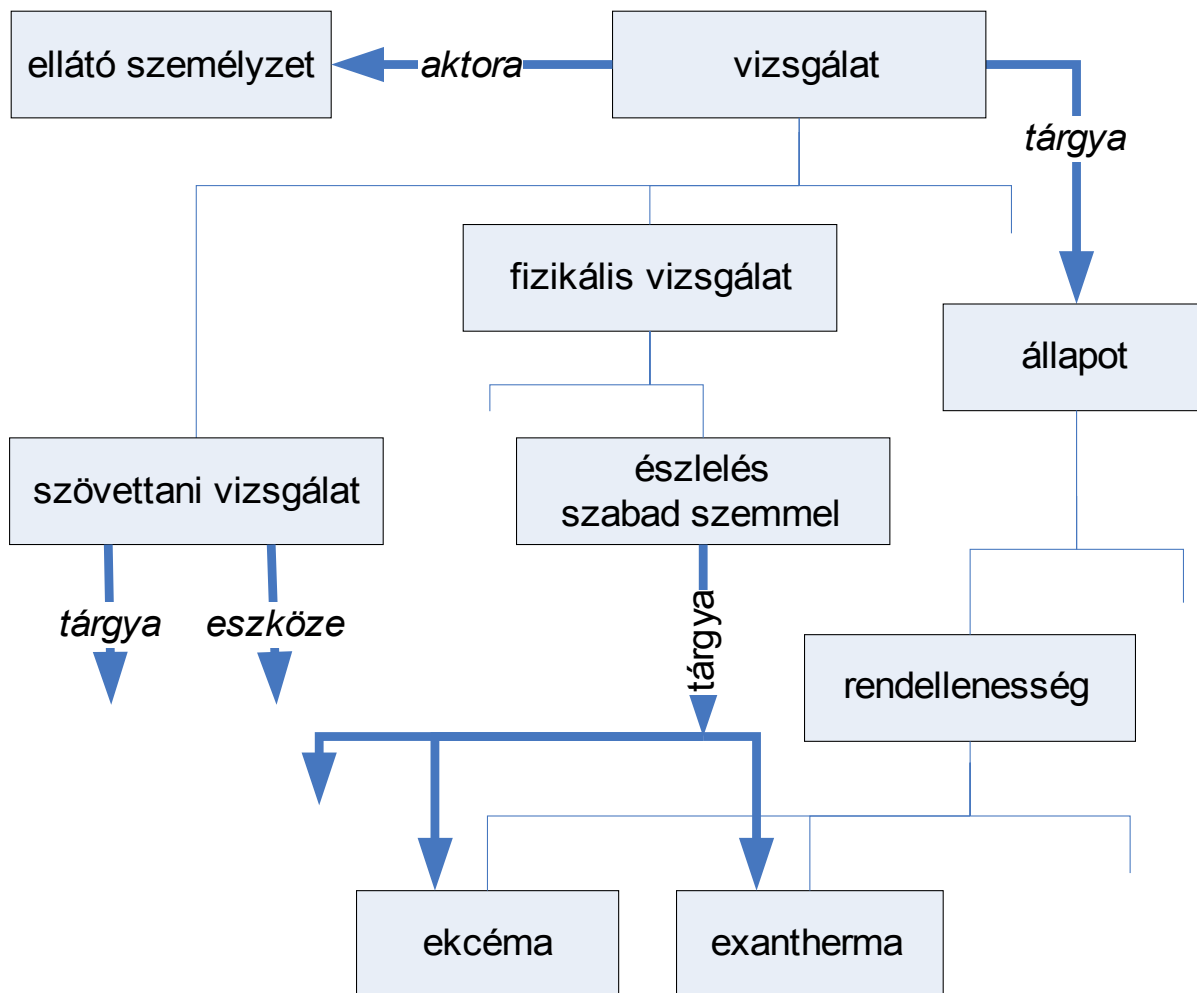 ellátó személyzet
aktora
vizsgálat
tárgya
fizikális vizsgálat
állapot
szövettani vizsgálat
észlelés
szabad szemmel
tárgya
eszköze
tárgya
rendellenesség
ekcéma
exantherma